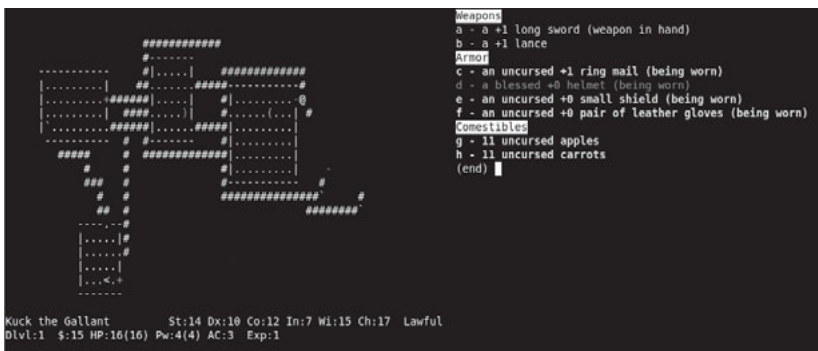 Weapons
a - a +1 long sword (weapon in hand)
b - a +1 lance
Armor
c - an uncursed +1 ring mail (being worn)
d - a blessed +0 helmet (being worn)
e - an uncursed +0 small shield (being worn)
f - an uncursed +0 pair of leather gloves (being worn)
Comestibles
g - 11 uncursed apples
h - 11 uncursed carrots
(end)
Kuck the Gallant St:14 Dx:10 Co:12 In:7 Wi:15 Ch:17 Lawful
Dlvl:1 $:15 HP:16(16) Pw:4(4) AC:3 Exp:1